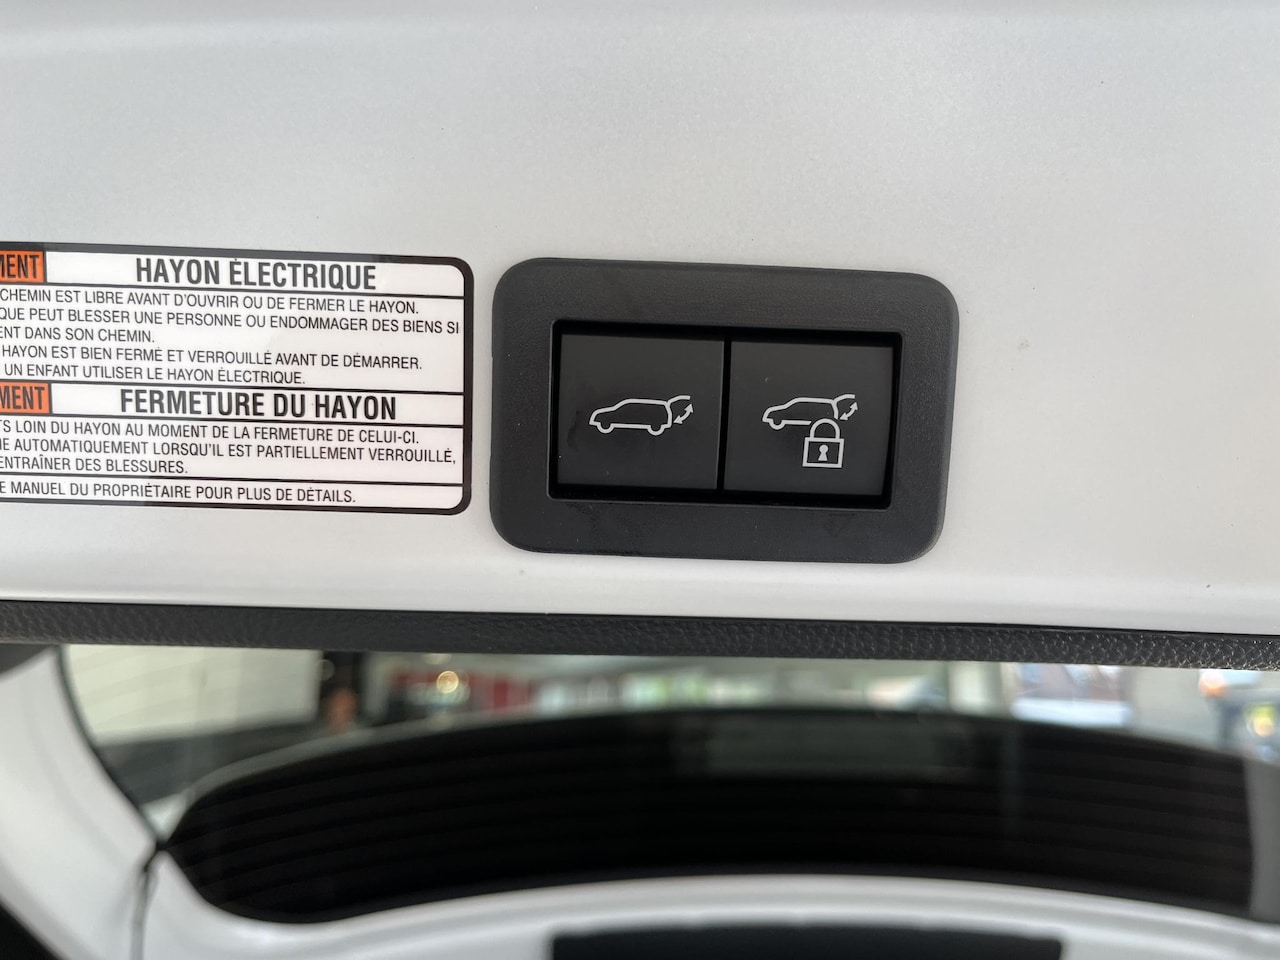 MENT HAYON ÉLECTRIQUE
CHEMIN EST LIBRE AVANT D'OUVRIR OU DE FERMER LE HAYON.
QUE PEUT BLESSER UNE PERSONNE OU ENDOMMAGER DES BIENS SI
ENT DANS SON CHEMIN.
HAYON EST BIEN FERMÉ ET VERROUILLÉ AVANT DE DÉMARRER.
UN ENFANT UTILISER LE HAYON ÉLECTRIQUE.
MENT FERMETURE DU HAYON
TS LOIN DU HAYON AU MOMENT DE LA FERMETURE DE CELUI-CI.
E AUTOMATIQUEMENT LORSQU'IL EST PARTIELLEMENT VERROUILLÉ,
ENTRAÎNER DES BLESSURES.
E MANUEL DU PROPRIÉTAIRE POUR PLUS DE DÉTAILS.